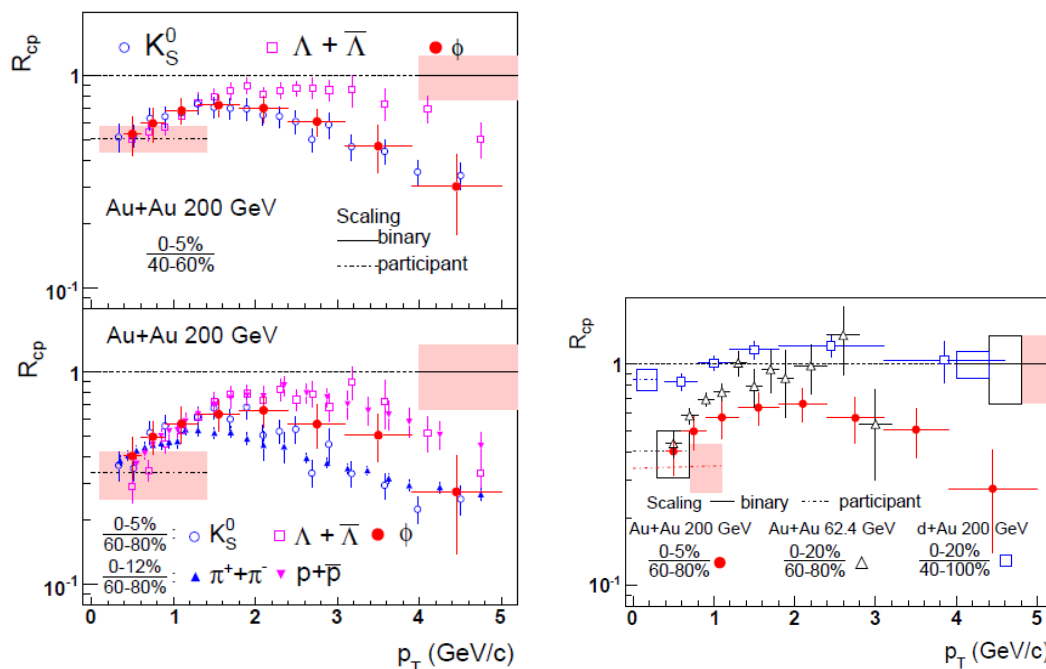 R_cp
K_S^0 Λ + Λ̅ ϕ
1
Au+Au 200 GeV
0-5%
40-60%
Scaling
binary
participant
10^-1
Au+Au 200 GeV
R_cp
1
0-5%
60-80% : K_S^0 Λ + Λ̅ ϕ
0-12%
60-80% : π^+ + π^- p+p̅
10^-1
0 1 2 3 4 5
p_T (GeV/c)
R_cp
1
Scaling binary participant
Au+Au 200 GeV Au+Au 62.4 GeV d+Au 200 GeV
0-5% 0-20% 0-20%
60-80% 60-80% 40-100%
10^-1
0 1 2 3 4 5 6
p_T (GeV/c)